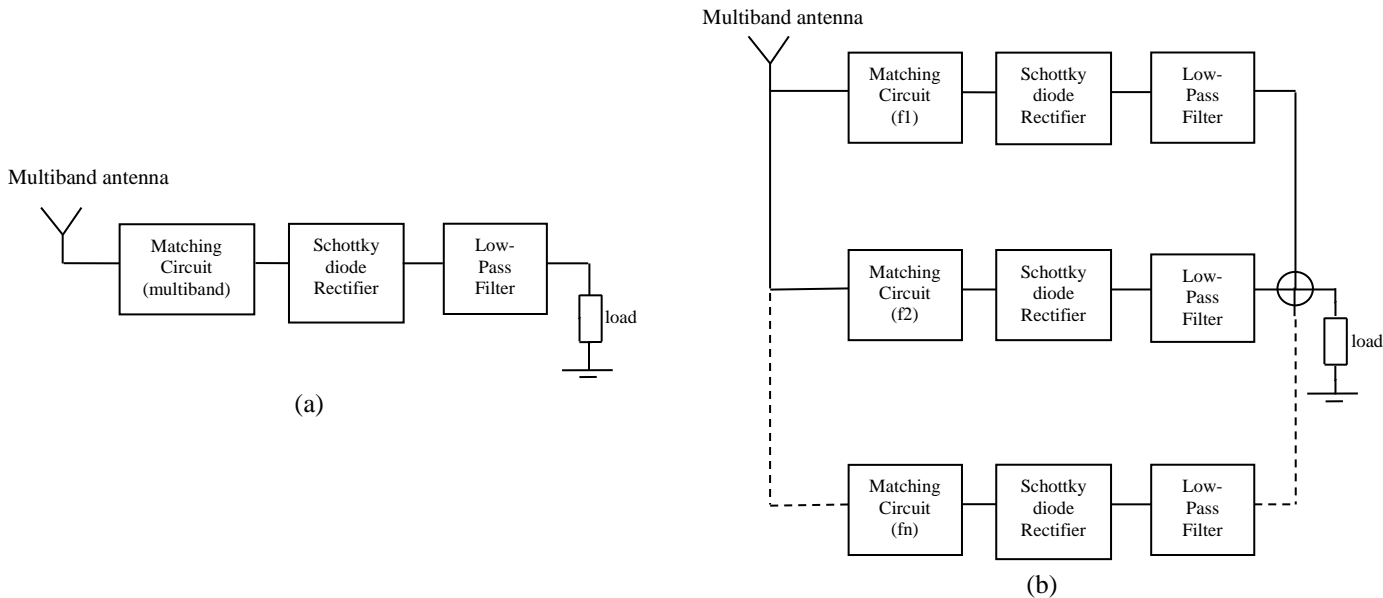 Multiband antenna
Matching
Circuit
(multiband)
Schottky
diode
Rectifier
Low-
Pass
Filter
load
(a)
Multiband antenna
Matching
Circuit
(f1)
Schottky
diode
Rectifier
Low-
Pass
Filter
Matching
Circuit
(f2)
Schottky
diode
Rectifier
Low-
Pass
Filter
load
Matching
Circuit
(fn)
Schottky
diode
Rectifier
Low-
Pass
Filter
(b)